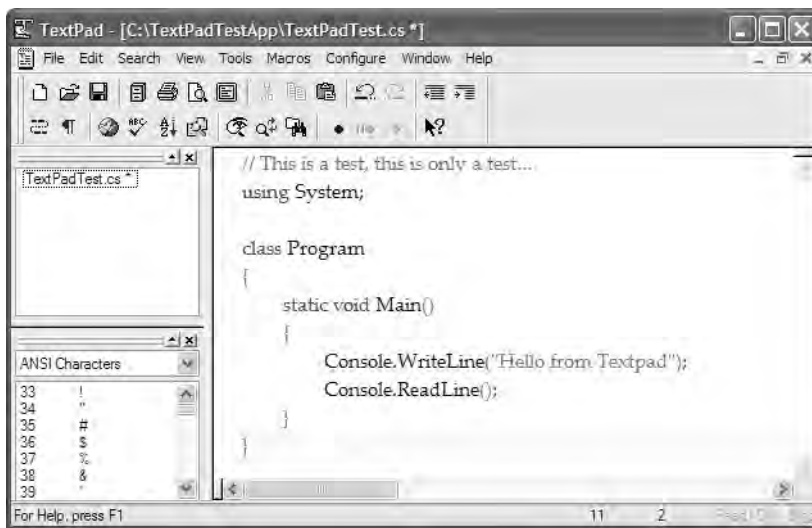 TextPad - [C:\TextPadTestApp\TextPadTest.cs *]
File Edit Search View Tools Macros Configure Window Help
TextPadTest.cs *
ANSI Characters
33 !
34 "
35 #
36 $
37 %
38 &
39 '
// This is a test, this is only a test...
using System;
class Program
{
static void Main()
{
Console.WriteLine("Hello from Textpad");
Console.ReadLine();
}
}
For Help, press F1
11 2